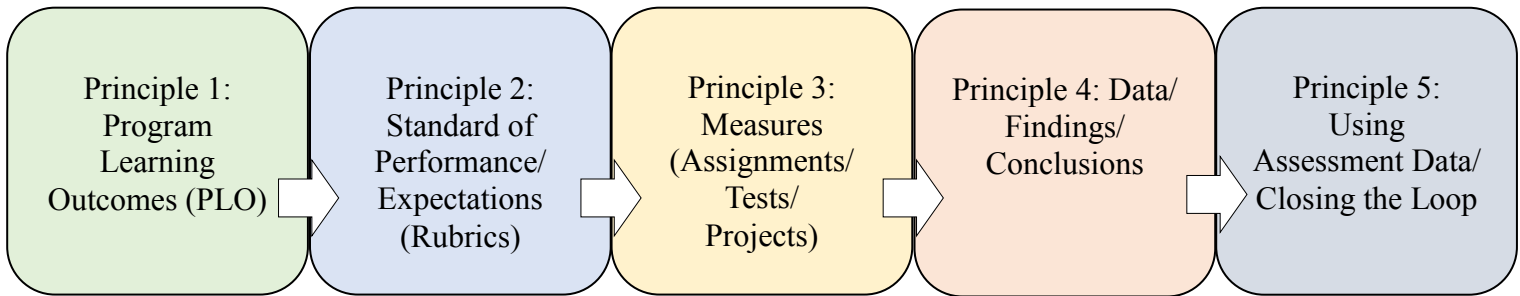 Principle 1:
Program
Learning
Outcomes (PLO)
Principle 2:
Standard of
Performance/
Expectations
(Rubrics)
Principle 3:
Measures
(Assignments/
Tests/
Projects)
Principle 4: Data/
Findings/
Conclusions
Principle 5:
Using
Assessment Data/
Closing the Loop